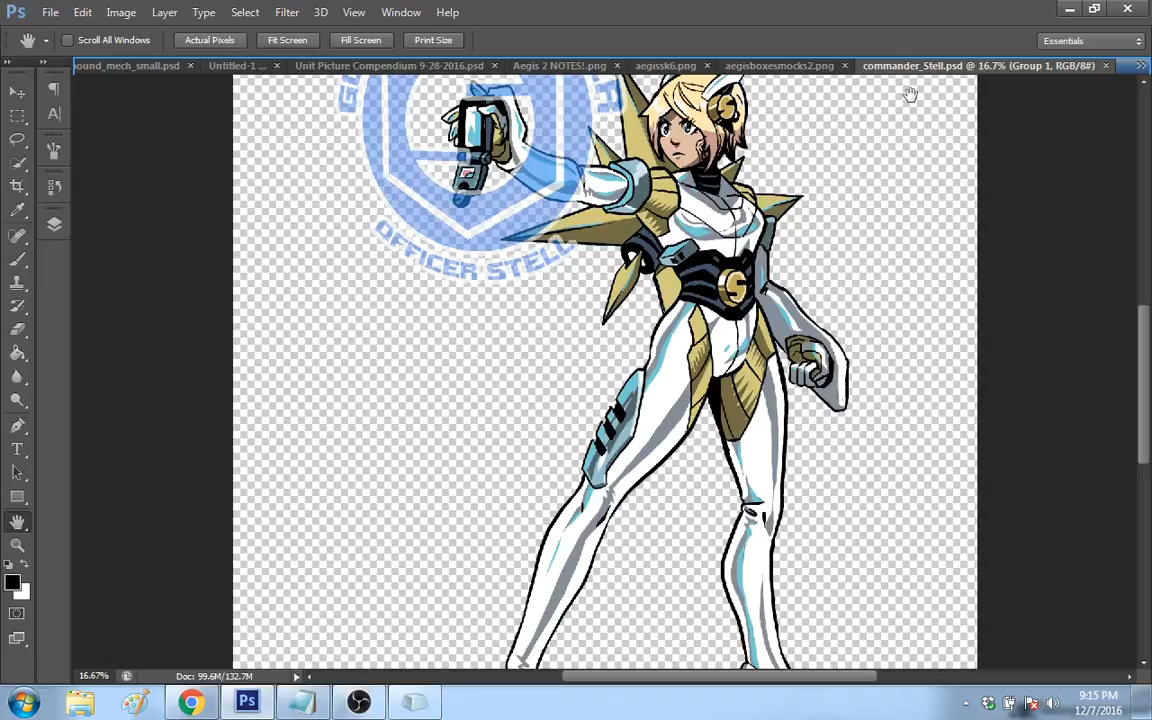 Ps File Edit Image Layer Type Select Filter 3D View Window Help
Scroll All Windows Actual Pixels Fit Screen Fill Screen Print Size Essentials
ound_mech_small.psd × Untitled-1 ... × Unit Picture Compendium 9-28-2016.psd × Aegis 2 NOTES!.png × aegissk6.png × aegisboxesmocks2.png × commander_Stell.psd @ 16.7% (Group 1, RGB/8#) ×
S
OFFICER STELL
S
16.67% Doc: 99.6M/132.7M
Ps
9:15 PM
12/7/2016